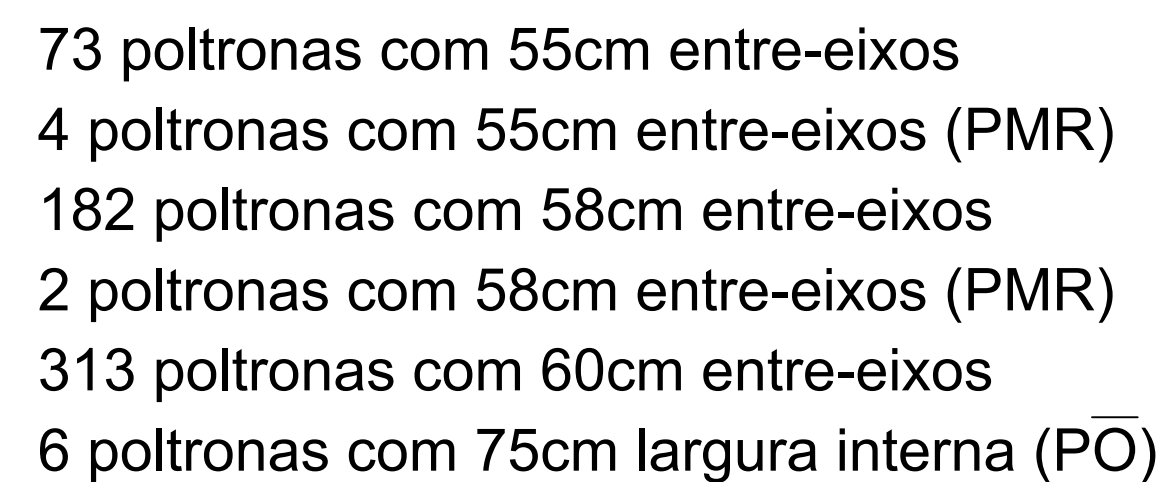 73 poltronas com 55cm entre-eixos
4 poltronas com 55cm entre-eixos (PMR)
182 poltronas com 58cm entre-eixos
2 poltronas com 58cm entre-eixos (PMR)
313 poltronas com 60cm entre-eixos
6 poltronas com 75cm largura interna (PO̅)